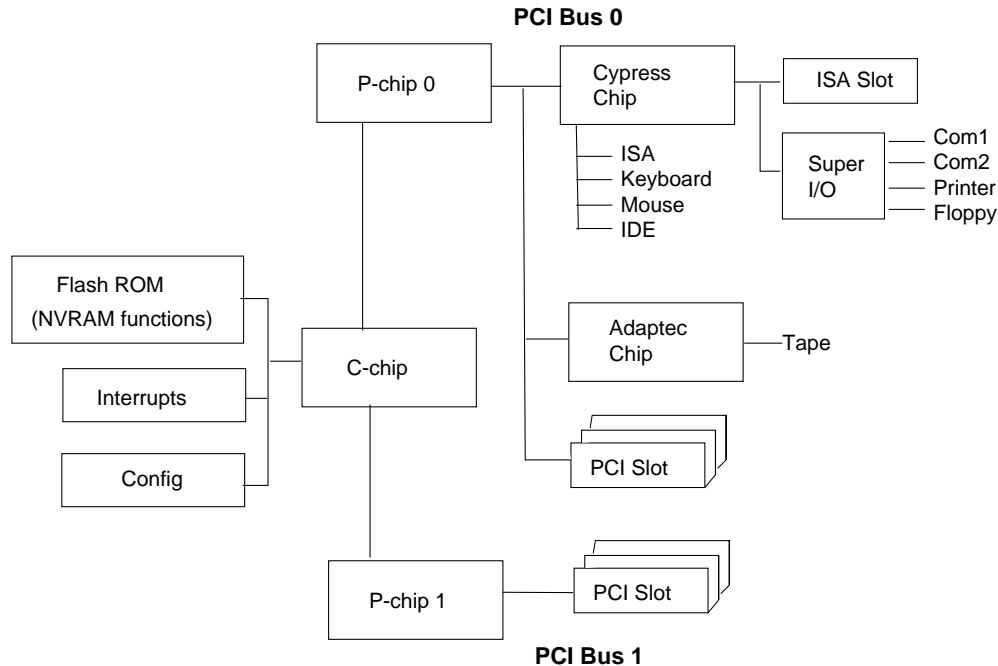 PCI Bus 0
P-chip 0
Cypress
Chip
ISA Slot
ISA
Keyboard
Mouse
IDE
Super
I/O
Com1
Com2
Printer
Floppy
Flash ROM
(NVRAM functions)
Interrupts
Config
C-chip
Adaptec
Chip
Tape
PCI Slot
P-chip 1
PCI Slot
PCI Bus 1